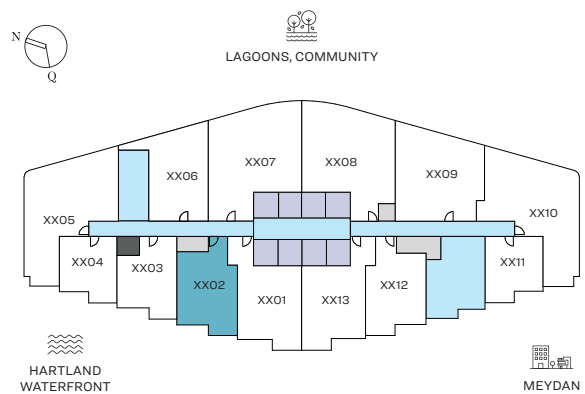 N
Q
LAGOONS, COMMUNITY
XX06
XX07
XX08
XX09
XX05
XX10
XX04
XX03
XX02
XX01
XX13
XX12
XX11
HARTLAND
WATERFRONT
MEYDAN